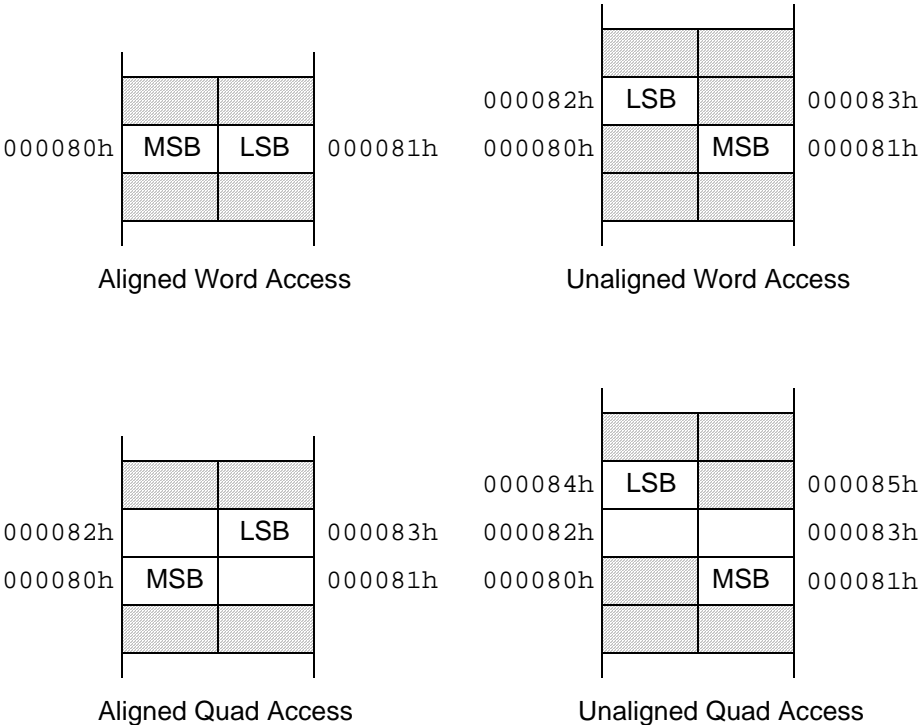 000080h MSB LSB 000081h
Aligned Word Access
000082h LSB 000083h
000080h MSB 000081h
Unaligned Word Access
000082h LSB 000083h
000080h MSB 000081h
Aligned Quad Access
000084h LSB 000085h
000082h 000083h
000080h MSB 000081h
Unaligned Quad Access